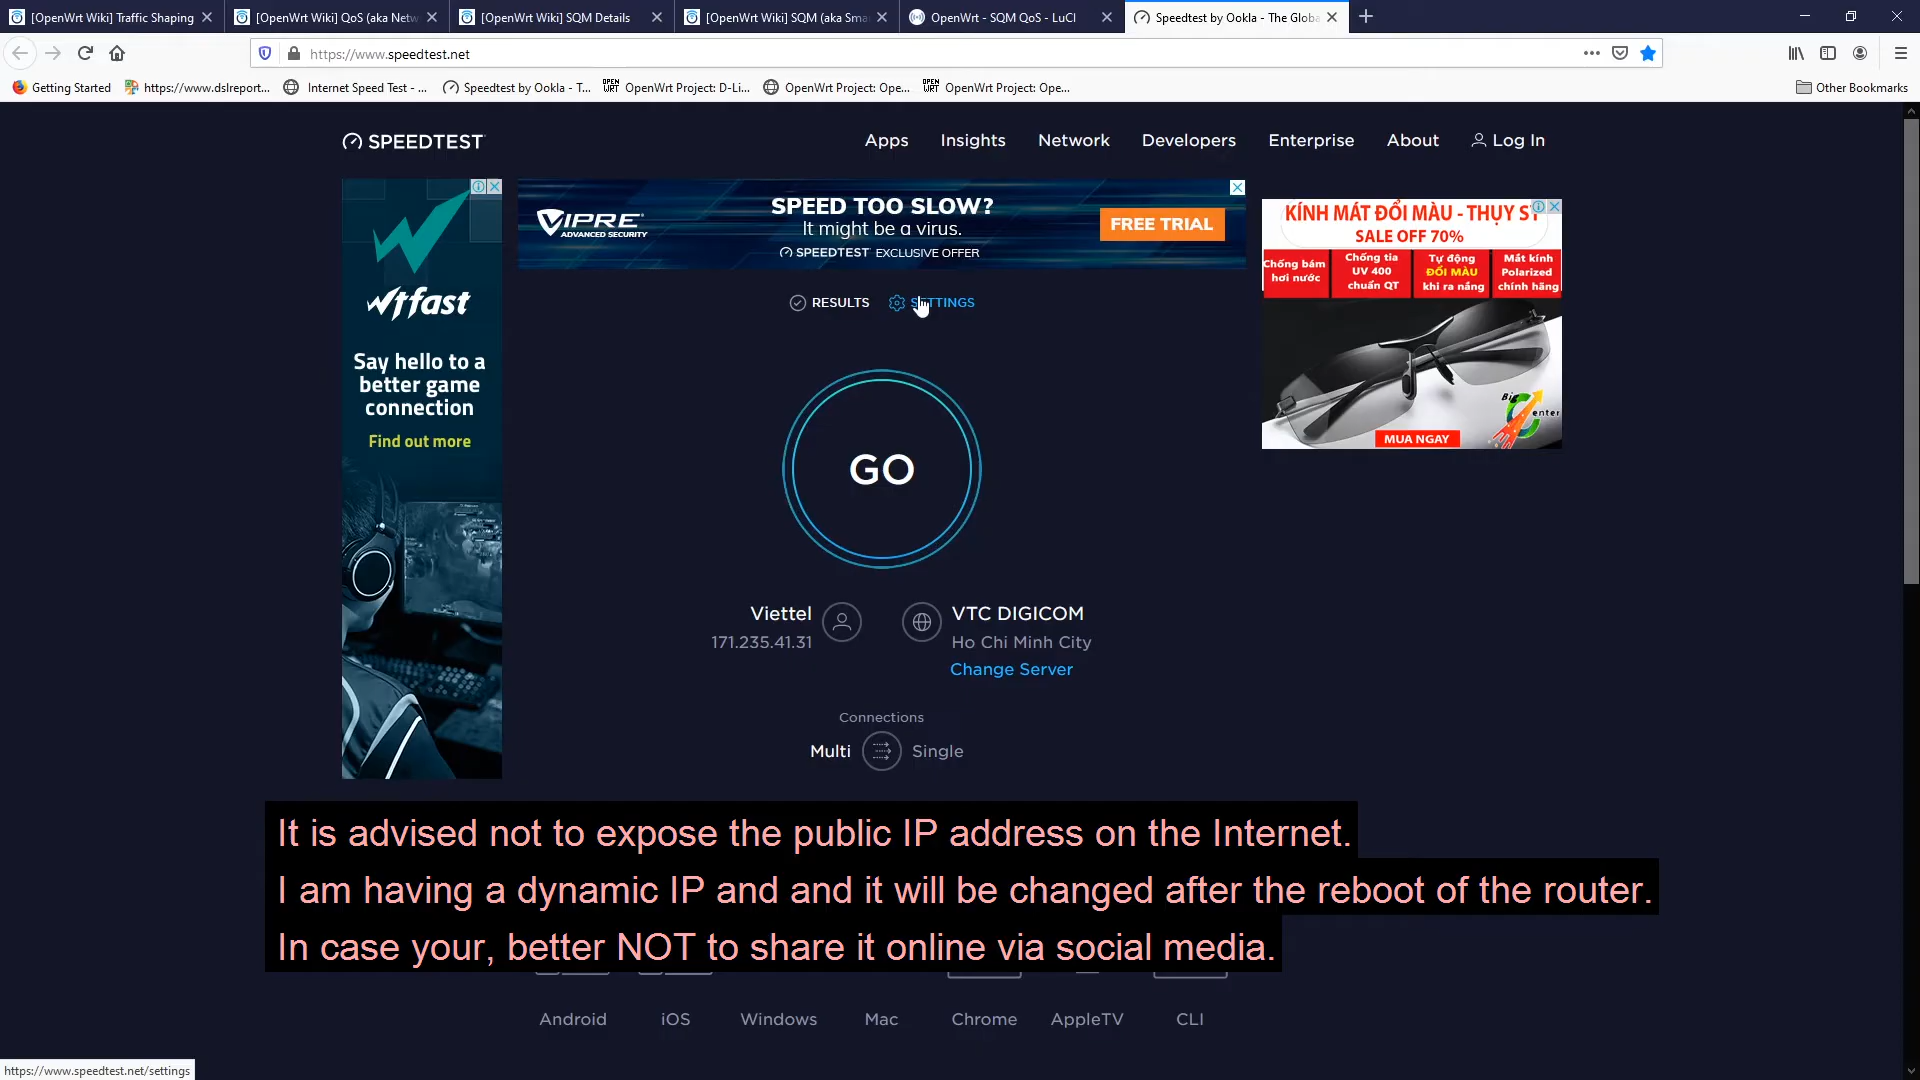 [OpenWrt Wiki] Traffic Shaping
[OpenWrt Wiki] QoS (aka Netw
[OpenWrt Wiki] SQM Details
[OpenWrt Wiki] SQM (aka Sma
OpenWrt - SQM QoS - LuCI
Speedtest by Ookla - The Globa
https://www.speedtest.net
Getting Started
https://www.dslreport...
Internet Speed Test - ...
Speedtest by Ookla - T...
OPEN WRT
OpenWrt Project: D-Li...
OpenWrt Project: Ope...
OPEN WRT
OpenWrt Project: Ope...
Other Bookmarks
SPEEDTEST
Apps
Insights
Network
Developers
Enterprise
About
Log In
wtfast
Say hello to a
better game
connection
Find out more
VIPRE
ADVANCED SECURITY
SPEED TOO SLOW?
It might be a virus.
SPEEDTEST EXCLUSIVE OFFER
FREE TRIAL
KÍNH MÁT ĐỔI MÀU - THỤY
SALE OFF 70%
Chống bám
hơi nước
Chống tia
UV 400
chuẩn QT
Tự động
ĐỔI MÀU
khi ra nắng
Mắt kính
Polarized
chính hãng
MUA NGAY
RESULTS
SETTINGS
GO
Viettel
171.235.41.31
VTC DIGICOM
Ho Chi Minh City
Change Server
Connections
Multi
Single
It is advised not to expose the public IP address on the Internet.
I am having a dynamic IP and and it will be changed after the reboot of the router.
In case your, better NOT to share it online via social media.
Android
iOS
Windows
Mac
Chrome
AppleTV
CLI
https://www.speedtest.net/settings